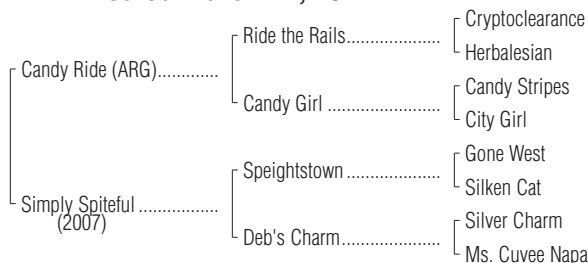 Cryptoclearance
Ride the Rails
Herbalesian
Candy Ride (ARG)
Candy Stripes
Candy Girl
City Girl
Gone West
Speightstown
Silken Cat
Simply Spiteful
(2007)
Silver Charm
Deb's Charm
Ms. Cuvee Napa